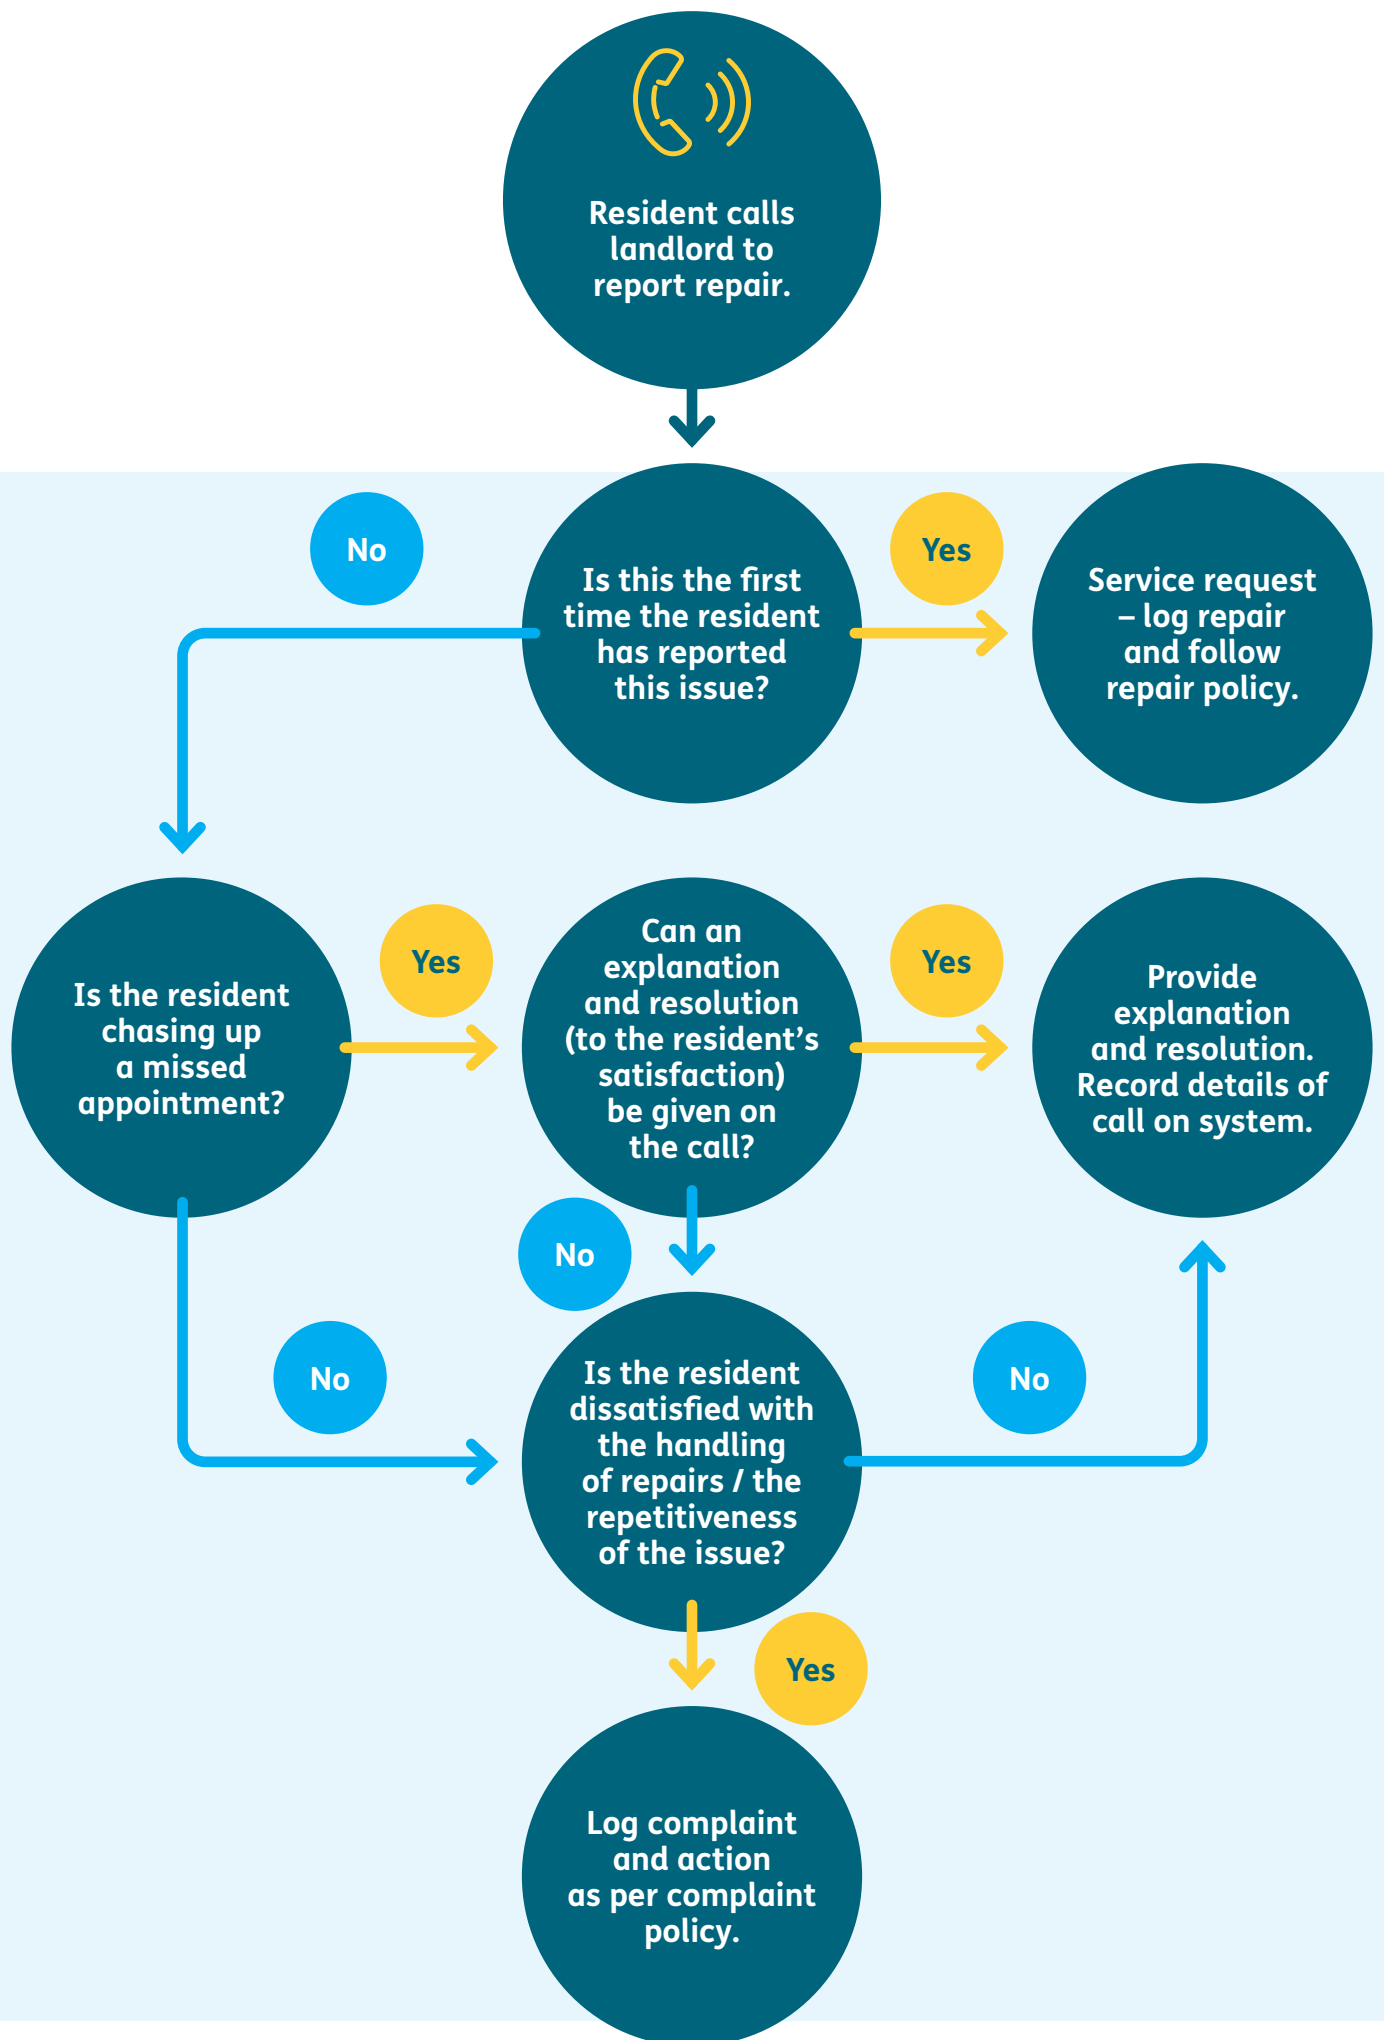 Resident calls
landlord to
report repair.
No
Is this the first
time the resident
has reported
this issue?
Yes
Service request
– log repair
and follow
repair policy.
Is the resident
chasing up
a missed
appointment?
Yes
Can an
explanation
and resolution
(to the resident’s
satisfaction)
be given on
the call?
Yes
Provide
explanation
and resolution.
Record details of
call on system.
No
No
Is the resident
dissatisfied with
the handling
of repairs / the
repetitiveness
of the issue?
No
Yes
Log complaint
and action
as per complaint
policy.